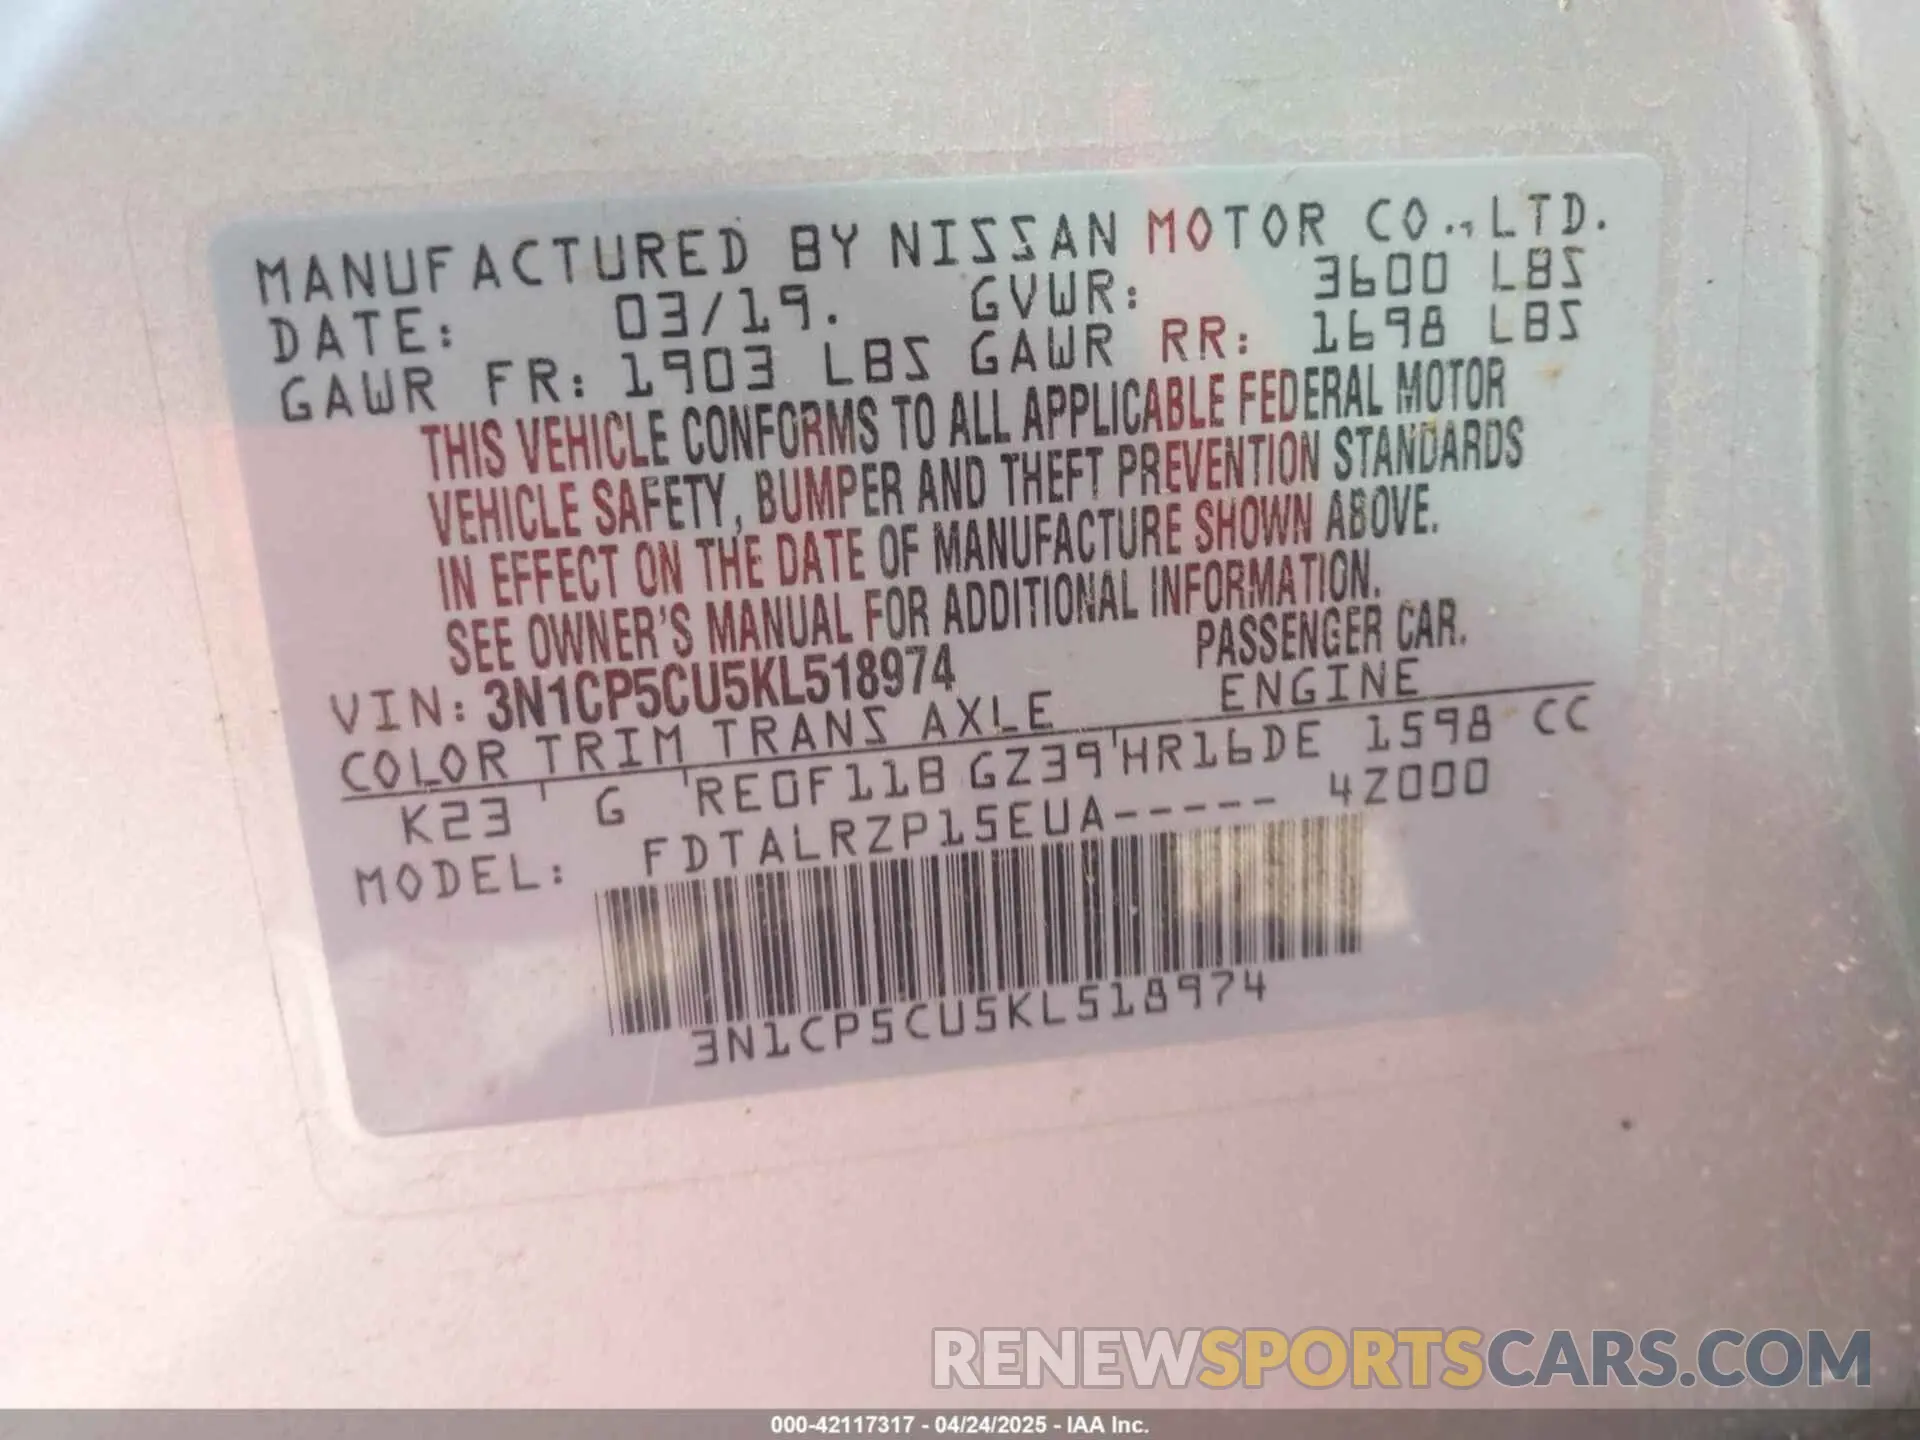 MANUFACTURED BY NISSAN MOTOR CO., LTD.
DATE: 03/19. GVWR: 3600 LBS
GAWR FR: 1903 LBS GAWR RR: 1698 LBS
THIS VEHICLE CONFORMS TO ALL APPLICABLE FEDERAL MOTOR
VEHICLE SAFETY, BUMPER AND THEFT PREVENTION STANDARDS
IN EFFECT ON THE DATE OF MANUFACTURE SHOWN ABOVE.
SEE OWNER'S MANUAL FOR ADDITIONAL INFORMATION.
VIN: 3N1CP5CU5KL518974 PASSENGER CAR.
COLOR TRIM TRANS AXLE ENGINE
K23 G RE0F11B GZ39 HR16DE 1598 CC
MODEL: FDTALRZP15EUA----- 4Z000
3N1CP5CU5KL518974
RENEWSPORTSCARS.COM
000-42117317 - 04/24/2025 - IAA Inc.